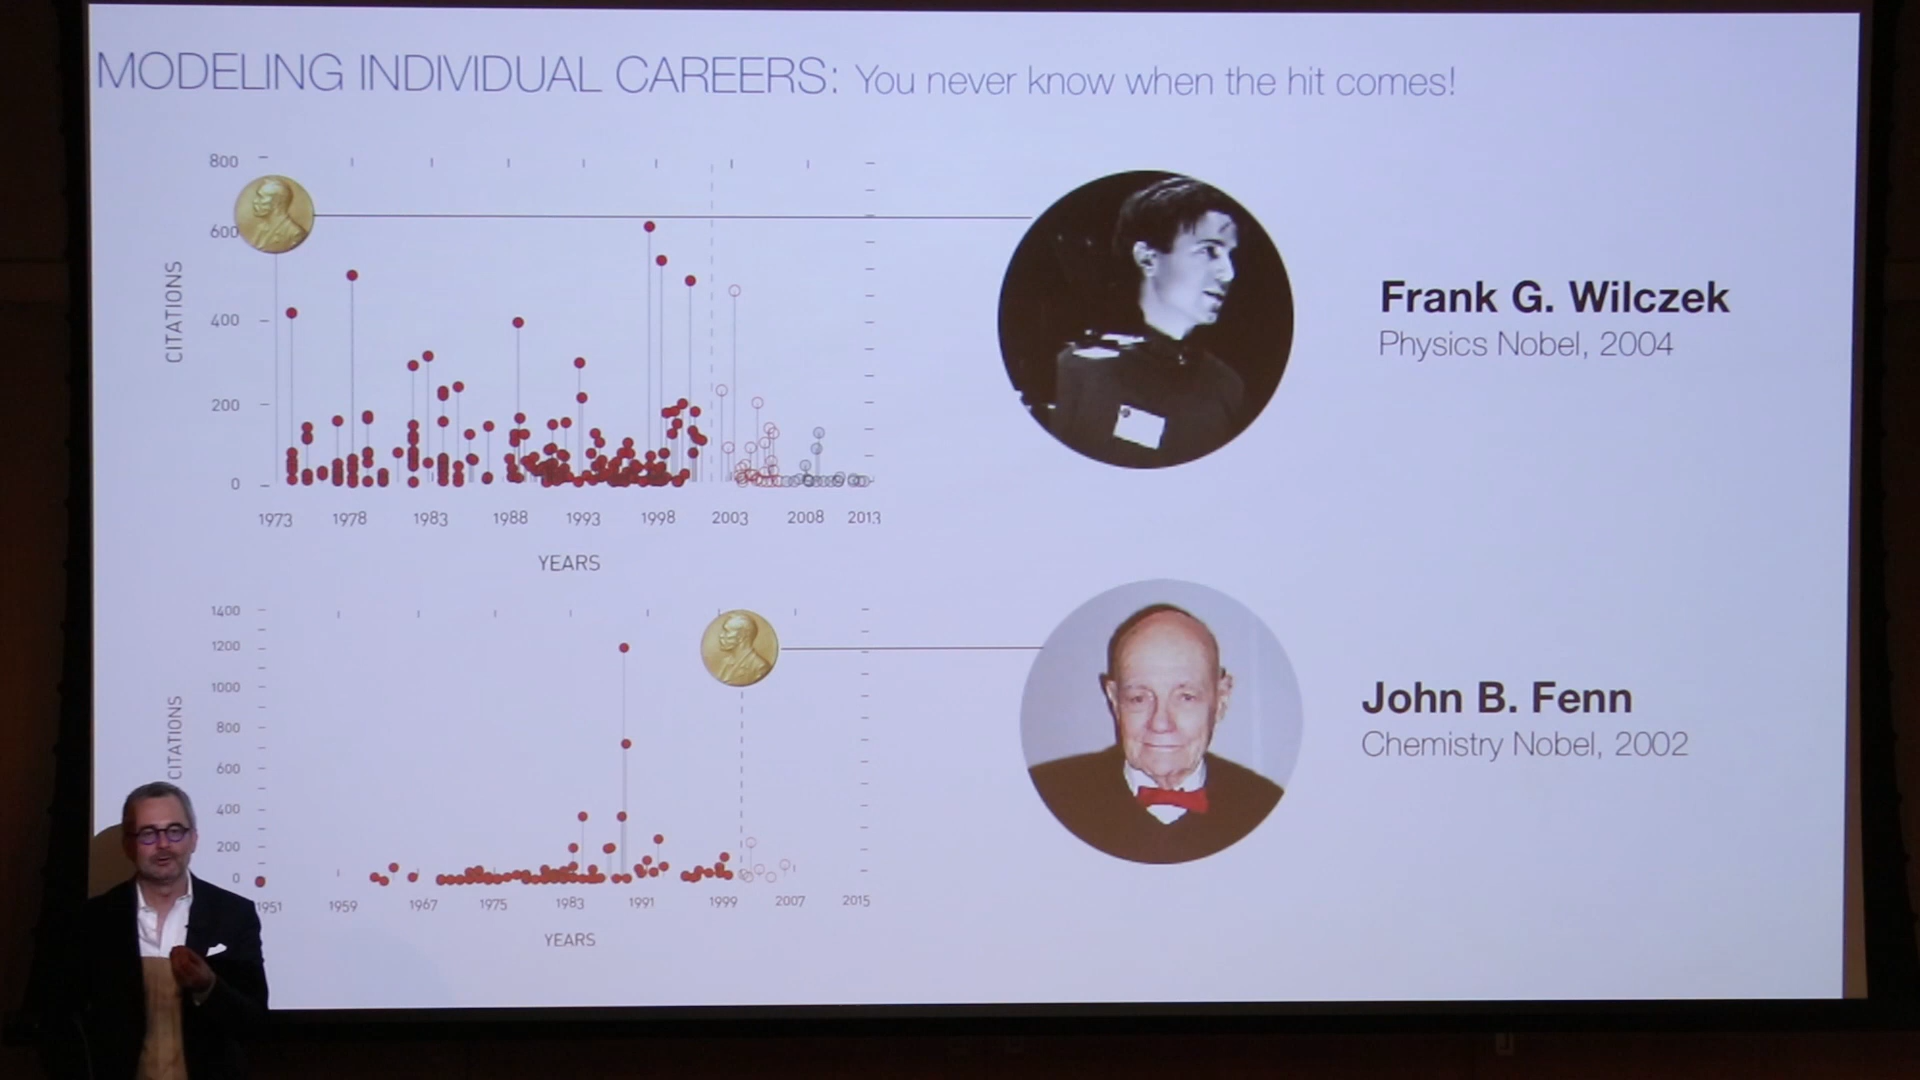 MODELING INDIVIDUAL CAREERS: You never know when the hit comes!
800
600
400
200
0
CITATIONS
1973 1978 1983 1988 1993 1998 2003 2008 2013
YEARS
Frank G. Wilczek
Physics Nobel, 2004
1400
1200
1000
800
600
400
200
0
CITATIONS
1951 1959 1967 1975 1983 1991 1999 2007 2015
YEARS
John B. Fenn
Chemistry Nobel, 2002